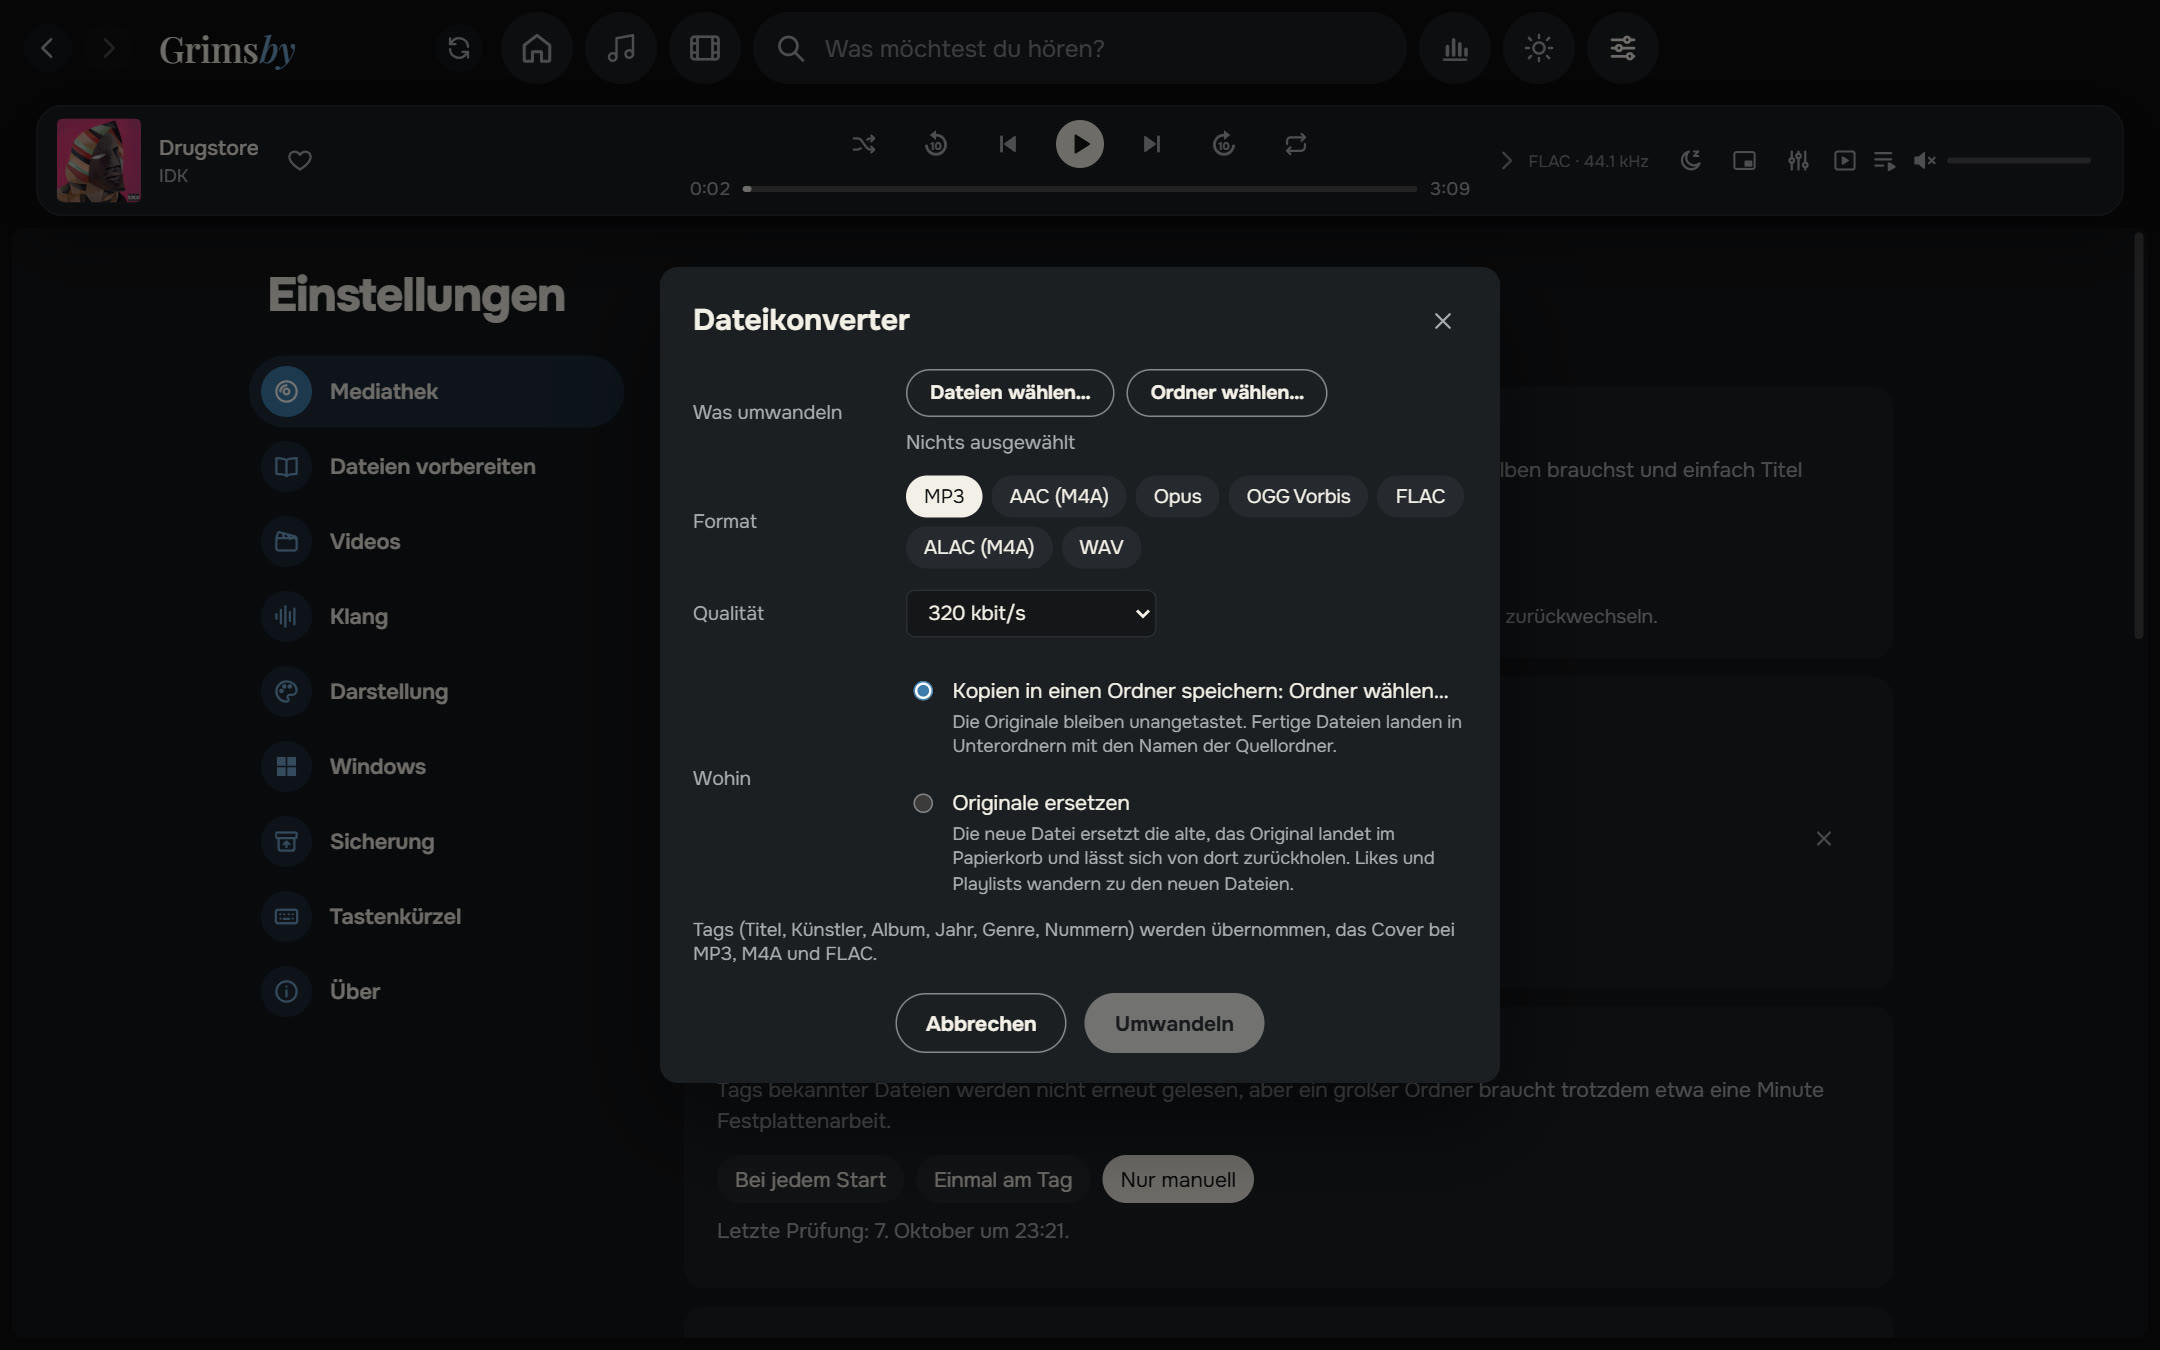 Grimsby
Was möchtest du hören?
Drugstore
IDK
10
10
0:02
3:09
FLAC · 44.1 kHz
Einstellungen
Mediathek
Dateien vorbereiten
Videos
Klang
Darstellung
Windows
Sicherung
Tastenkürzel
Über
Dateikonverter
Was umwandeln
Dateien wählen...
Ordner wählen...
Nichts ausgewählt
Format
MP3
AAC (M4A)
Opus
OGG Vorbis
FLAC
ALAC (M4A)
WAV
Qualität
320 kbit/s
Wohin
Kopien in einen Ordner speichern: Ordner wählen...
Die Originale bleiben unangetastet. Fertige Dateien landen in
Unterordnern mit den Namen der Quellordner.
Originale ersetzen
Die neue Datei ersetzt die alte, das Original landet im
Papierkorb und lässt sich von dort zurückholen. Likes und
Playlists wandern zu den neuen Dateien.
Tags (Titel, Künstler, Album, Jahr, Genre, Nummern) werden übernommen, das Cover bei
MP3, M4A und FLAC.
Abbrechen
Umwandeln
lben brauchst und einfach Titel
zurückwechseln.
Tags bekannter Dateien werden nicht erneut gelesen, aber ein großer Ordner braucht trotzdem etwa eine Minute
Festplattenarbeit.
Bei jedem Start
Einmal am Tag
Nur manuell
Letzte Prüfung: 7. Oktober um 23:21.